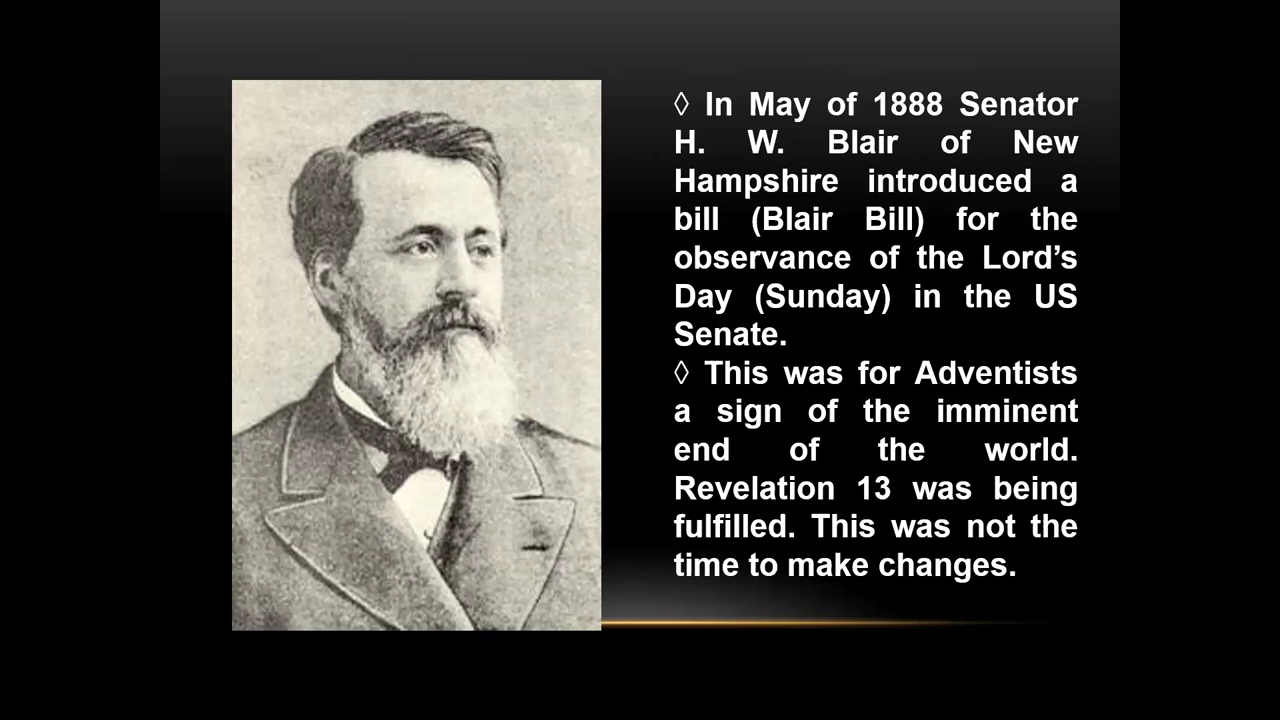 ◊ In May of 1888 Senator
H. W. Blair of New
Hampshire introduced a
bill (Blair Bill) for the
observance of the Lord’s
Day (Sunday) in the US
Senate.
◊ This was for Adventists
a sign of the imminent
end of the world.
Revelation 13 was being
fulfilled. This was not the
time to make changes.